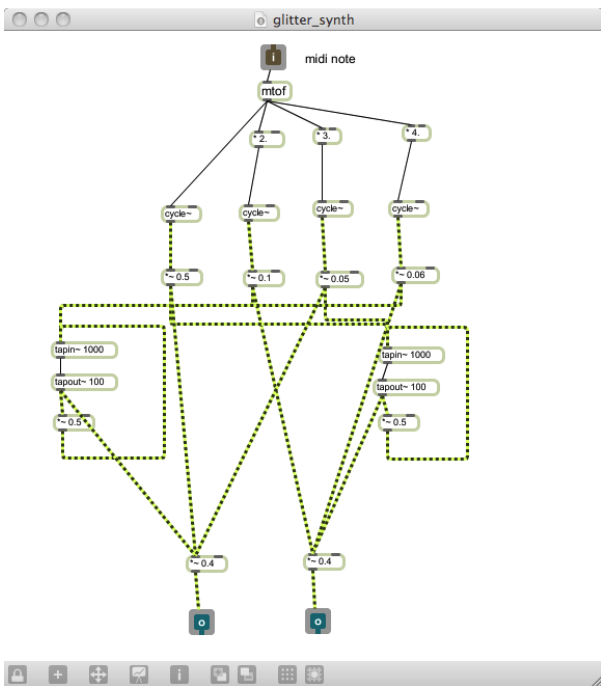 glitter_synth
i
midi note
mtof
* 2.
* 3.
* 4.
cycle~
cycle~
cycle~
cycle~
*~ 0.5
*~ 0.1
*~ 0.05
*~ 0.06
tapin~ 1000
tapout~ 100
*~ 0.5
tapin~ 1000
tapout~ 100
*~ 0.5
*~ 0.4
*~ 0.4
o
o
i